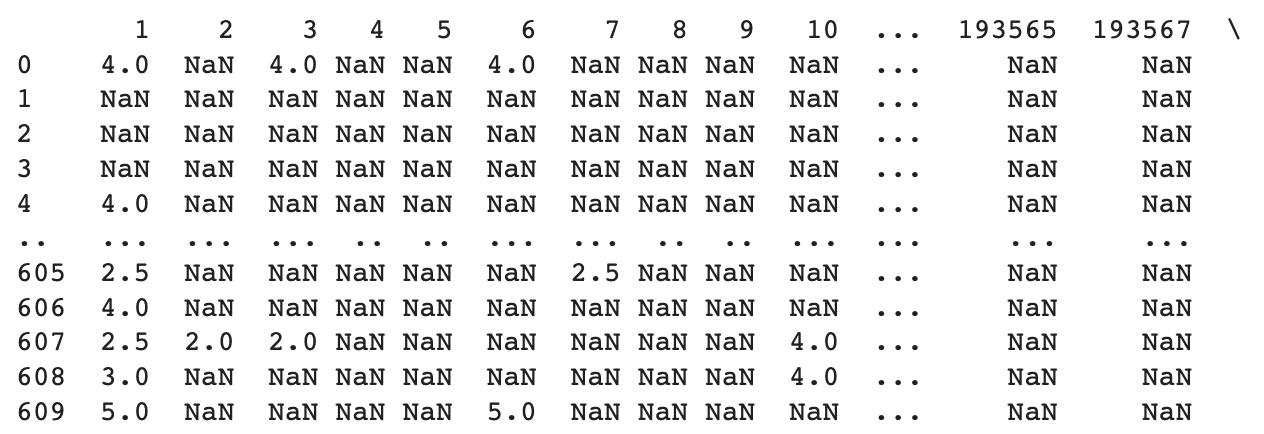 1 2 3 4 5 6 7 8 9 10 ... 193565 193567 \
0 4.0 NaN 4.0 NaN NaN 4.0 NaN NaN NaN NaN ... NaN NaN
1 NaN NaN NaN NaN NaN NaN NaN NaN NaN NaN ... NaN NaN
2 NaN NaN NaN NaN NaN NaN NaN NaN NaN NaN ... NaN NaN
3 NaN NaN NaN NaN NaN NaN NaN NaN NaN NaN ... NaN NaN
4 4.0 NaN NaN NaN NaN NaN NaN NaN NaN NaN ... NaN NaN
.. ... ... ... .. .. ... ... .. .. ... ... ... ...
605 2.5 NaN NaN NaN NaN NaN 2.5 NaN NaN NaN ... NaN NaN
606 4.0 NaN NaN NaN NaN NaN NaN NaN NaN NaN ... NaN NaN
607 2.5 2.0 2.0 NaN NaN NaN NaN NaN NaN 4.0 ... NaN NaN
608 3.0 NaN NaN NaN NaN NaN NaN NaN NaN 4.0 ... NaN NaN
609 5.0 NaN NaN NaN NaN 5.0 NaN NaN NaN NaN ... NaN NaN